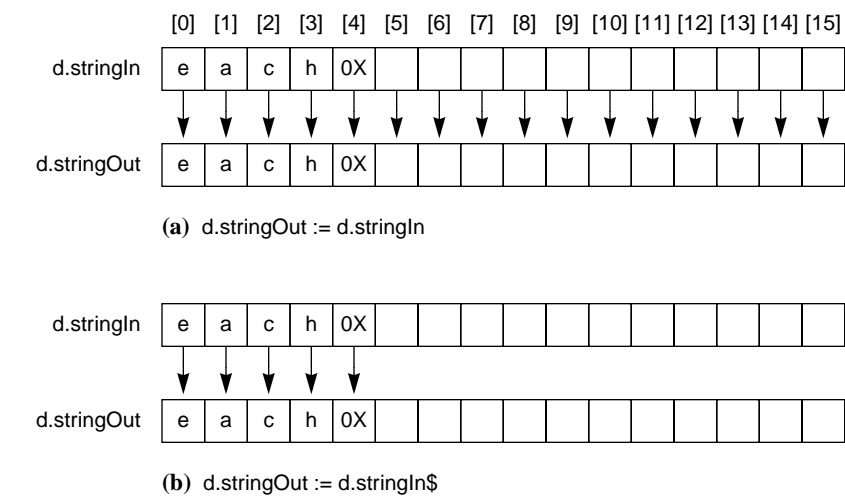 [0] [1] [2] [3] [4] [5] [6] [7] [8] [9] [10] [11] [12] [13] [14] [15]
d.stringIn e a c h 0X
d.stringOut e a c h 0X
(a) d.stringOut := d.stringIn
d.stringIn e a c h 0X
d.stringOut e a c h 0X
(b) d.stringOut := d.stringIn$